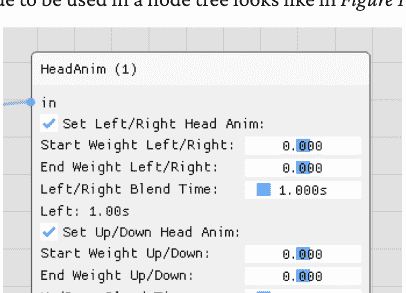 de to be used in a node tree looks like in Figure
HeadAnim (1)
in
Set Left/Right Head Anim:
Start Weight Left/Right: 0.000
End Weight Left/Right: 0.000
Left/Right Blend Time: 1.000s
Left: 1.00s
Set Up/Down Head Anim:
Start Weight Up/Down: 0.000
End Weight Up/Down: 0.000